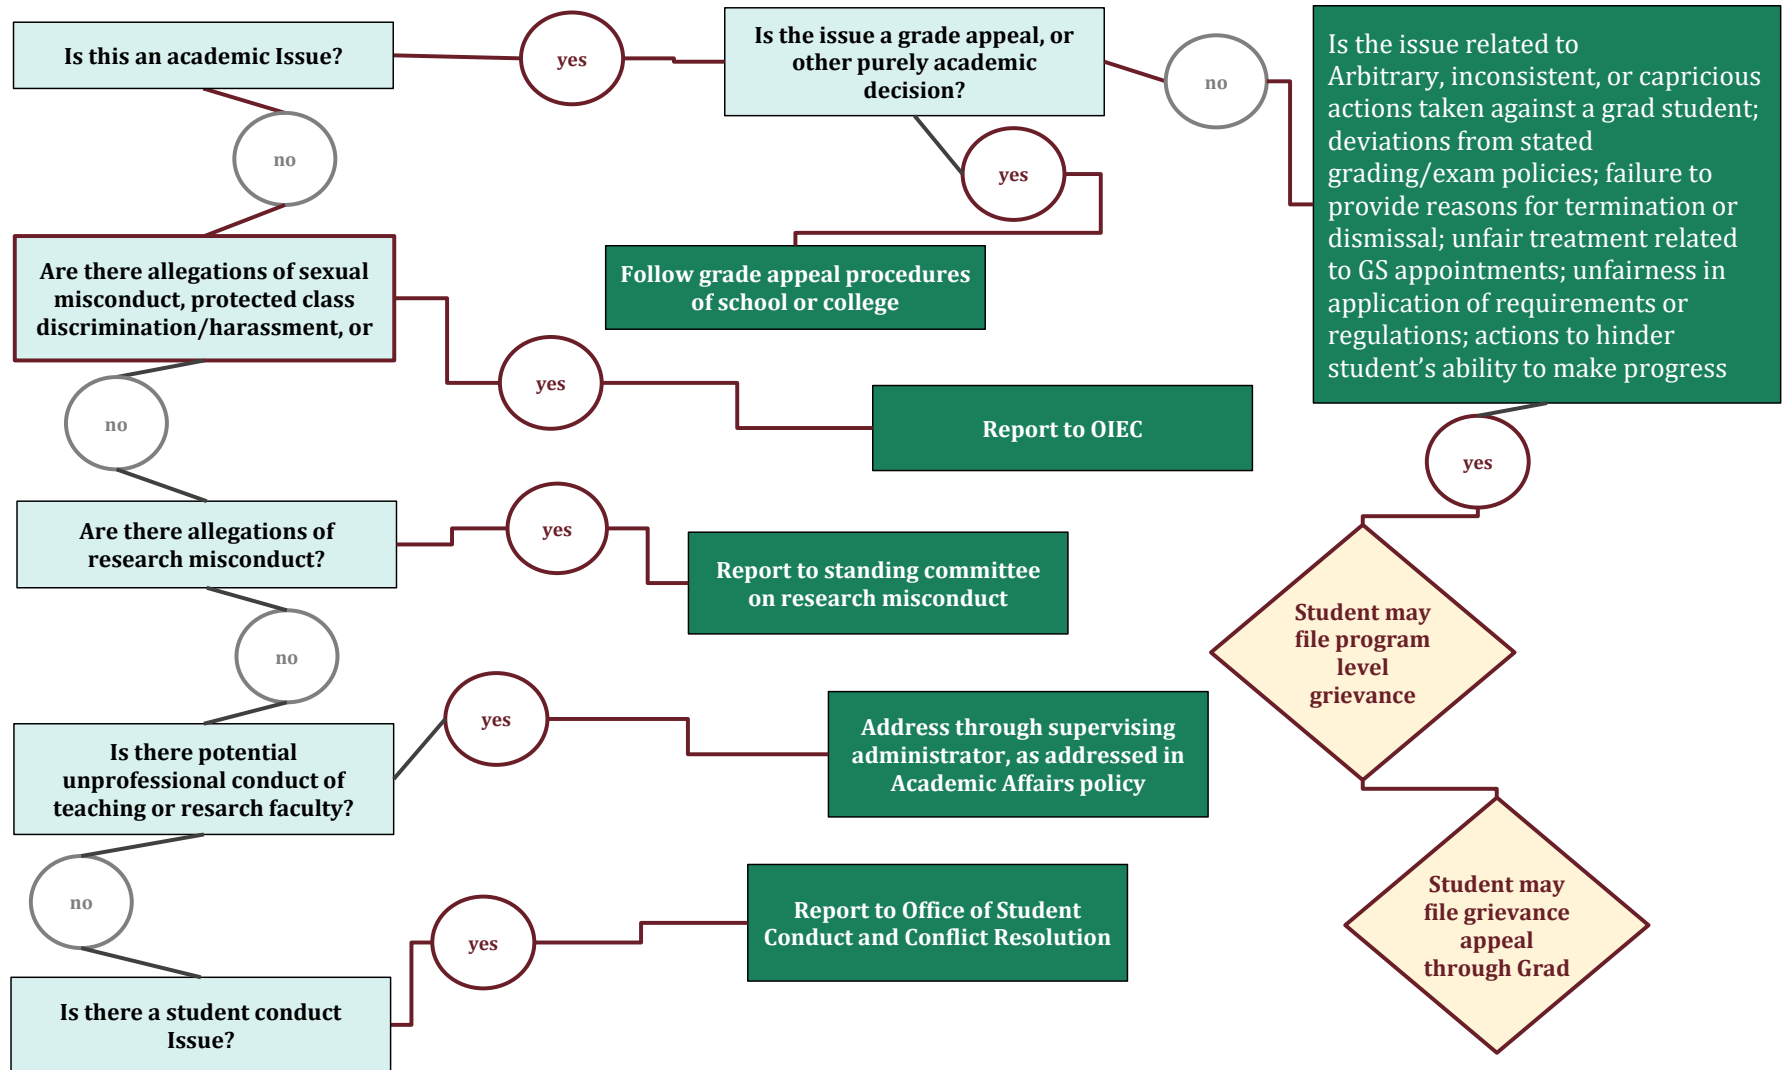 Is this an academic Issue?
yes
Is the issue a grade appeal, or
other purely academic
decision?
no
Is the issue related to
Arbitrary, inconsistent, or capricious
actions taken against a grad student;
deviations from stated
grading/exam policies; failure to
provide reasons for termination or
dismissal; unfair treatment related
to GS appointments; unfairness in
application of requirements or
regulations; actions to hinder
student’s ability to make progress
no
yes
Follow grade appeal procedures
of school or college
Are there allegations of sexual
misconduct, protected class
discrimination/harassment, or
yes
Report to OIEC
no
yes
Are there allegations of
research misconduct?
yes
Report to standing committee
on research misconduct
Student may
file program
level
grievance
no
Is there potential
unprofessional conduct of
teaching or resarch faculty?
yes
Address through supervising
administrator, as addressed in
Academic Affairs policy
no
Student may
file grievance
appeal
through Grad
Is there a student conduct
Issue?
yes
Report to Office of Student
Conduct and Conflict Resolution